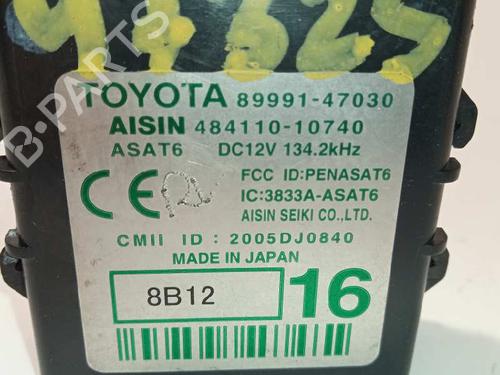 TOYOTA 89991-47030
AISIN 484110-10740
ASAT6 DC12V 134.2kHz
CE FCC ID:PENASAT6
IC:3833A-ASAT6
AISIN SEIKI CO.,LTD.
CMII ID : 2005DJ0840
MADE IN JAPAN
8B12 16